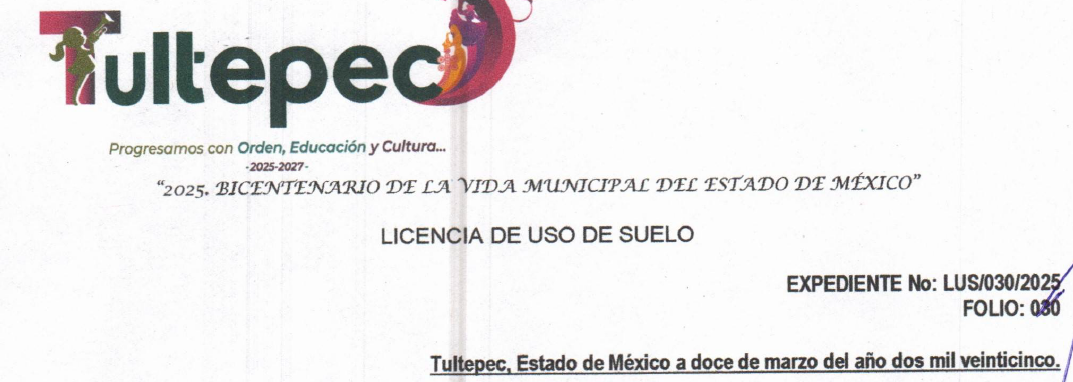 Tultepec
Progresamos con Orden, Educación y Cultura...
-2025-2027-
“2025. BICENTENARIO DE LA VIDA MUNICIPAL DEL ESTADO DE MÉXICO”
LICENCIA DE USO DE SUELO
EXPEDIENTE No: LUS/030/2025
FOLIO: 030
Tultepec, Estado de México a doce de marzo del año dos mil veinticinco.